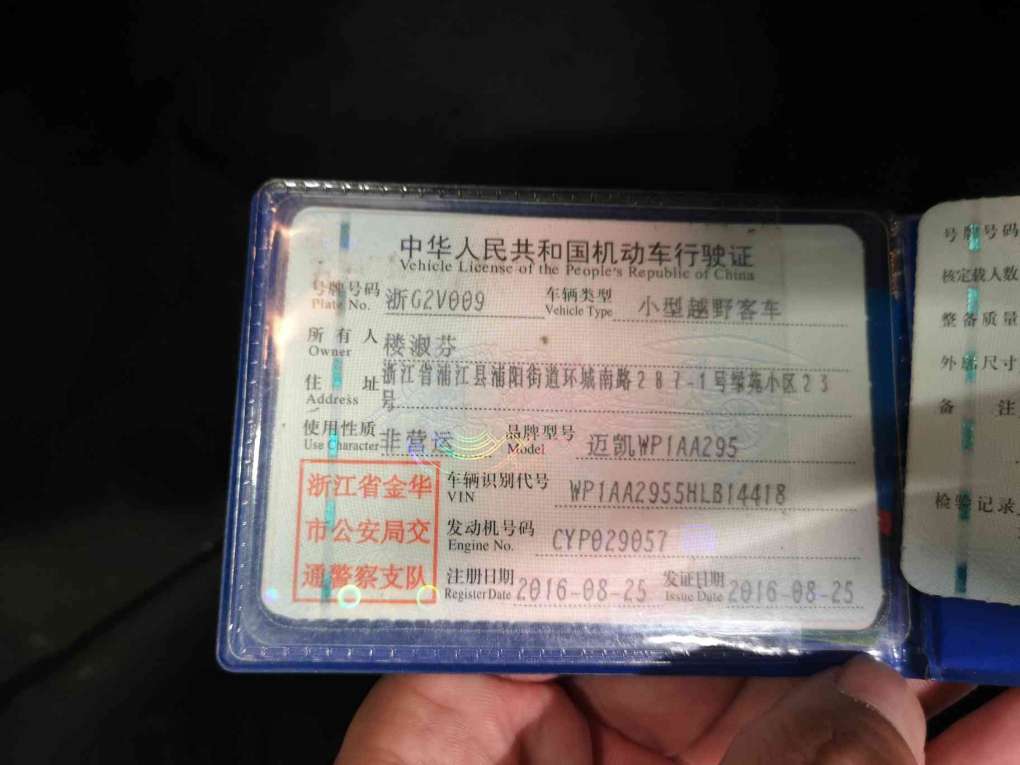 中华人民共和国机动车行驶证
Vehicle License of the People's Republic of China
号牌号码 浙G2V009 车辆类型 小型越野客车
Plate No. Vehicle Type
所有人 楼淑芬
Owner
住址 浙江省浦江县浦阳街道环城南路287-1号绿苑小区23
Address 号
使用性质 非营运 品牌型号 迈凯WP1AA295
Use Character Model
浙江省金华
市公安局交
通警察支队
车辆识别代号 WP1AA2955HLB14418
VIN
发动机号码 CYP029057
Engine No.
注册日期 2016-08-25 发证日期 2016-08-25
Register Date Issue Date
号牌号码
核定载人数
整备质量
外廓尺寸
备注
检验记录